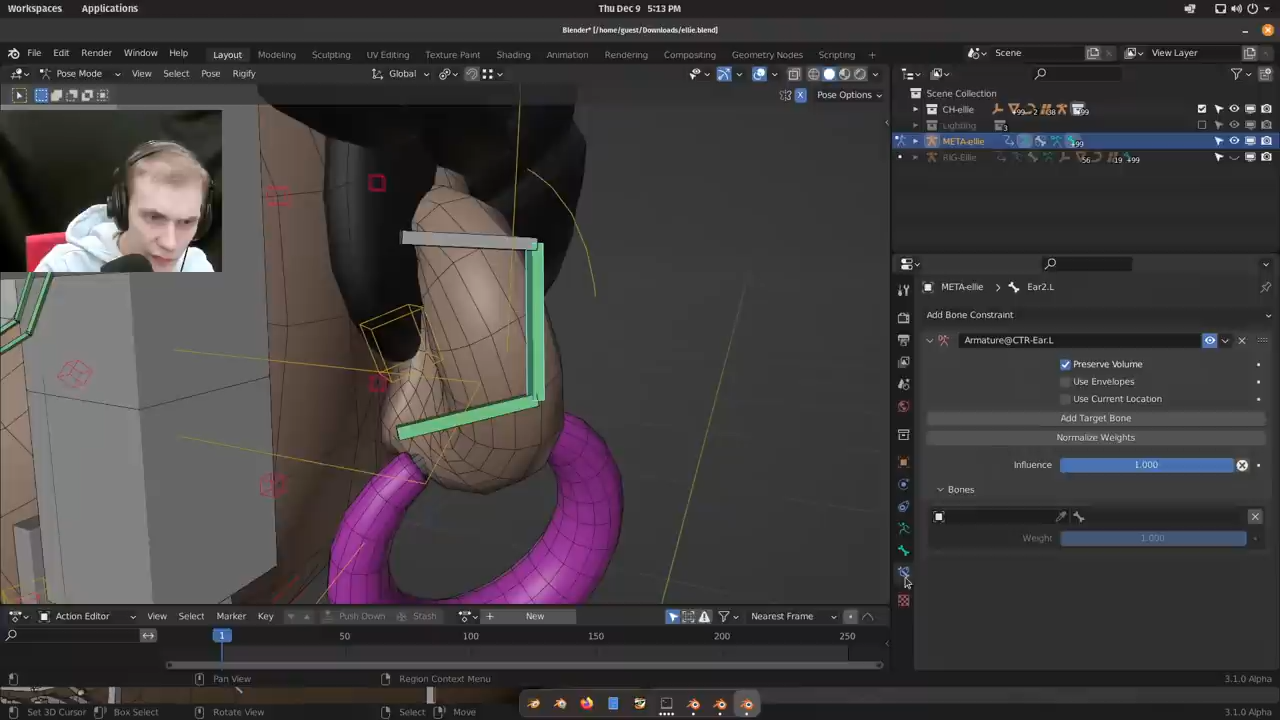 Workspaces Applications Thu Dec 9 5:13 PM
Blender* [/home/guest/Downloads/ellie.blend]
File Edit Render Window Help Layout Modeling Sculpting UV Editing Texture Paint Shading Animation Rendering Compositing Geometry Nodes Scripting + Scene View Layer
Pose Mode View Select Pose Rigify Global
X Pose Options
Scene Collection
CH-ellie
Lighting
META-ellie
RIG-Ellie
META-ellie > Ear2.L
Add Bone Constraint
Armature@CTR-Ear.L
Preserve Volume
Use Envelopes
Use Current Location
Add Target Bone
Normalize Weights
Influence 1.000
Bones
Weight 1.000
Action Editor View Select Marker Key Push Down Stash New Nearest Frame
1 50 100 150 200 250
Pan View Region Context Menu 3.1.0 Alpha
Set 3D Cursor Box Select Rotate View Select Move 3.1.0 Alpha